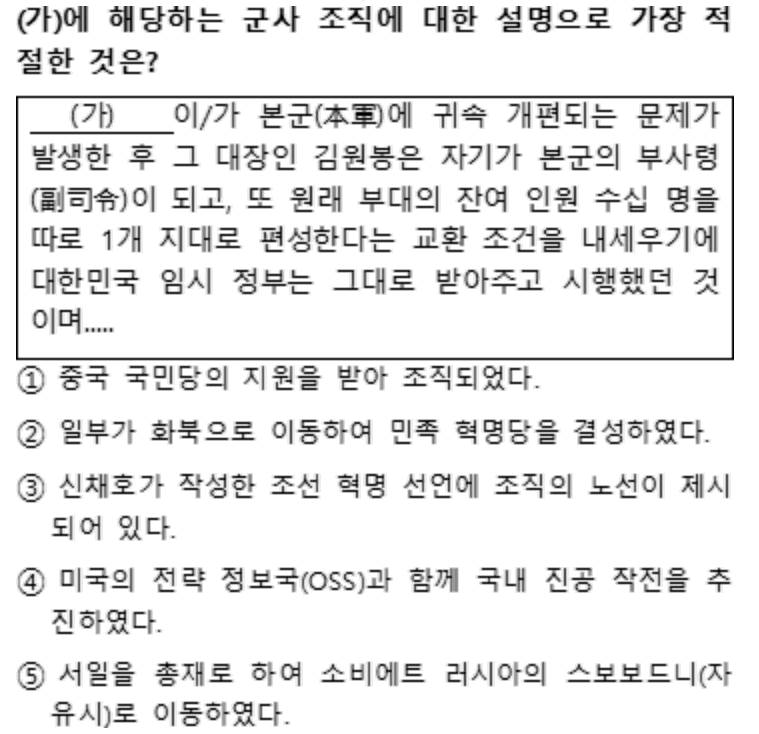 (가)에 해당하는 군사 조직에 대한 설명으로 가장 적
절한 것은?
(가) 이/가 본군(本軍)에 귀속 개편되는 문제가
발생한 후 그 대장인 김원봉은 자기가 본군의 부사령
(副司令)이 되고, 또 원래 부대의 잔여 인원 수십 명을
따로 1개 지대로 편성한다는 교환 조건을 내세우기에
대한민국 임시 정부는 그대로 받아주고 시행했던 것
이며.....
① 중국 국민당의 지원을 받아 조직되었다.
② 일부가 화북으로 이동하여 민족 혁명당을 결성하였다.
③ 신채호가 작성한 조선 혁명 선언에 조직의 노선이 제시
되어 있다.
④ 미국의 전략 정보국(OSS)과 함께 국내 진공 작전을 추
진하였다.
⑤ 서일을 총재로 하여 소비에트 러시아의 스보보드니(자
유시)로 이동하였다.